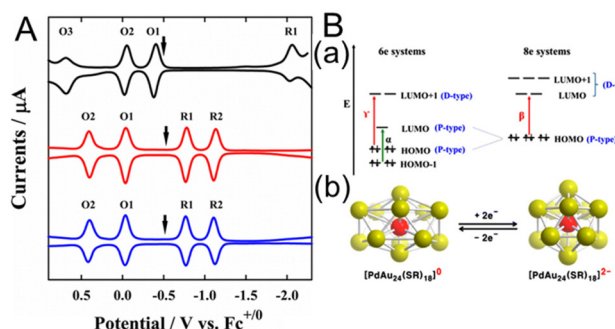 A
O3 O2 O1 R1
O2 O1 R1 R2
O2 O1 R1 R2
Currents / μA
0.5 0.0 -0.5 -1.0 -1.5 -2.0
Potential / V vs. Fc+/0
B
(a)
6e systems 8e systems
E
LUMO+1 (D-type)
LUMO (P-type)
HOMO (P-type)
HOMO-1
γ
α
LUMO+1
LUMO
(D-
β
HOMO (P-type)
(b)
+ 2e⁻
− 2e⁻
[PdAu24(SR)18]0 [PdAu24(SR)18]2-